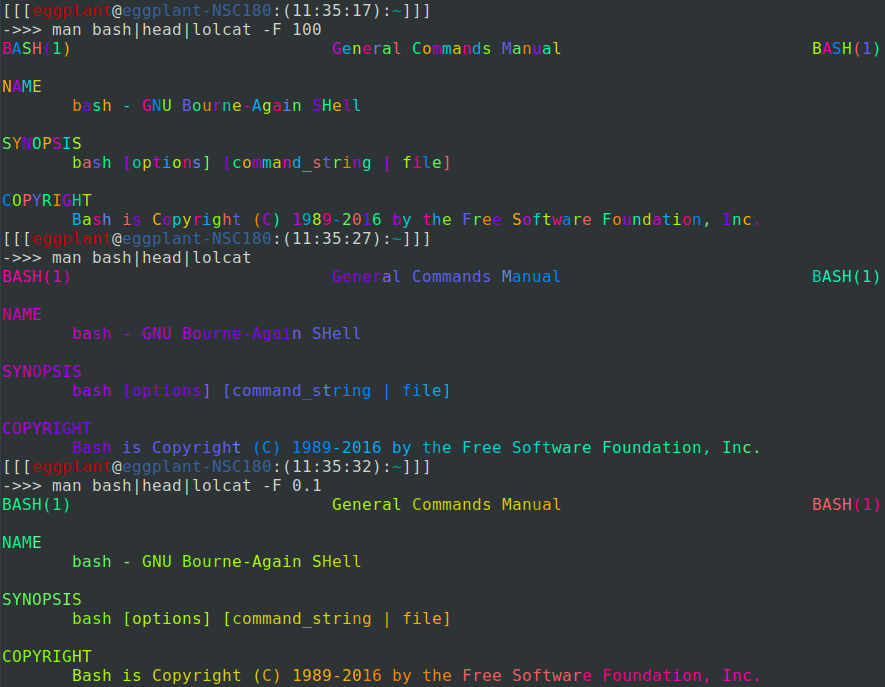 [[[eggplant@eggplant-NSC180:(11:35:17):~]]]
->>> man bash|head|lolcat -F 100
BASH(1)                          General Commands Manual                         BASH(1)
NAME
       bash - GNU Bourne-Again SHell
SYNOPSIS
       bash [options] [command_string | file]
COPYRIGHT
       Bash is Copyright (C) 1989-2016 by the Free Software Foundation, Inc.
[[[eggplant@eggplant-NSC180:(11:35:27):~]]]
->>> man bash|head|lolcat
BASH(1)                          General Commands Manual                         BASH(1)
NAME
       bash - GNU Bourne-Again SHell
SYNOPSIS
       bash [options] [command_string | file]
COPYRIGHT
       Bash is Copyright (C) 1989-2016 by the Free Software Foundation, Inc.
[[[eggplant@eggplant-NSC180:(11:35:32):~]]]
->>> man bash|head|lolcat -F 0.1
BASH(1)                          General Commands Manual                         BASH(1)
NAME
       bash - GNU Bourne-Again SHell
SYNOPSIS
       bash [options] [command_string | file]
COPYRIGHT
       Bash is Copyright (C) 1989-2016 by the Free Software Foundation, Inc.